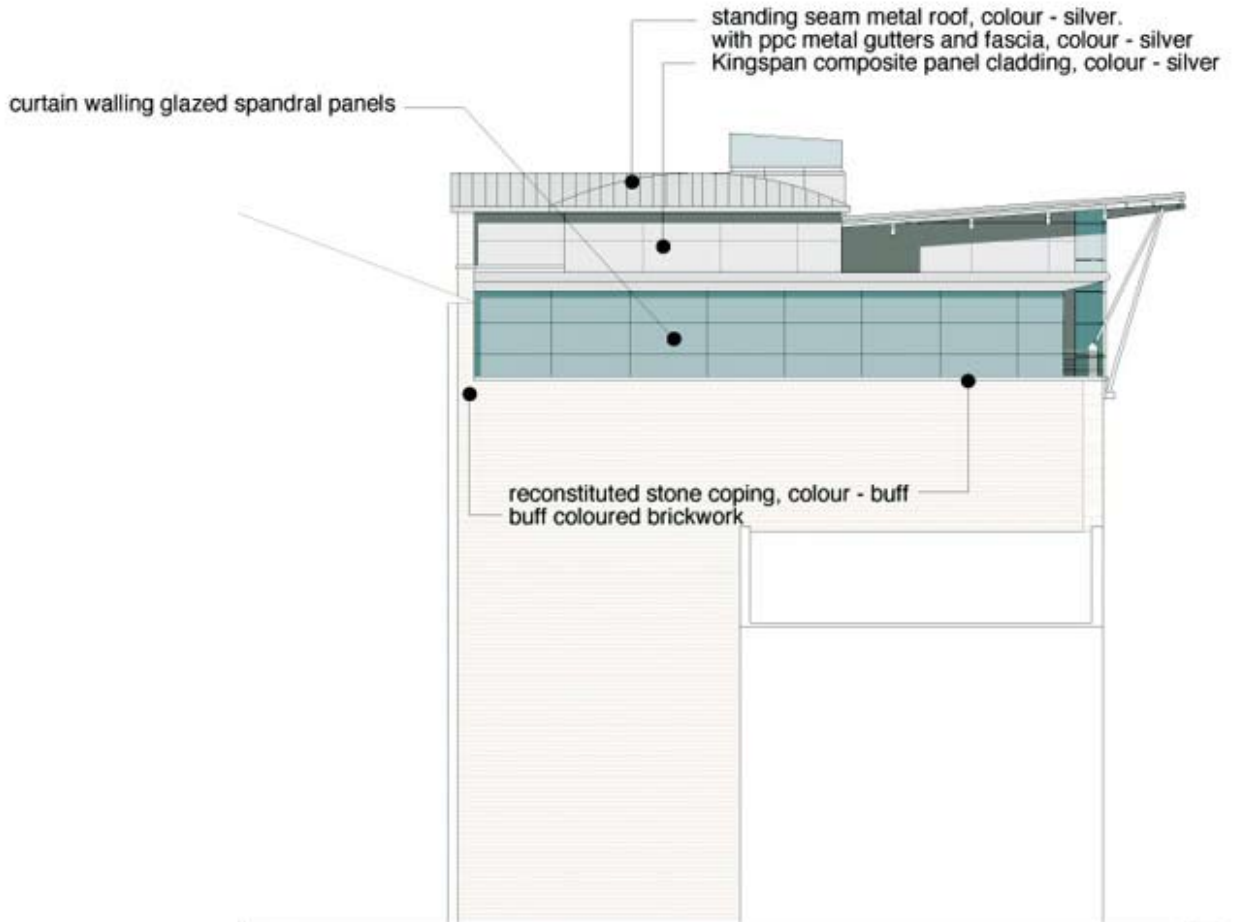 standing seam metal roof, colour - silver.
with ppc metal gutters and fascia, colour - silver
Kingspan composite panel cladding, colour - silver
curtain walling glazed spandral panels
reconstituted stone coping, colour - buff
buff coloured brickwork